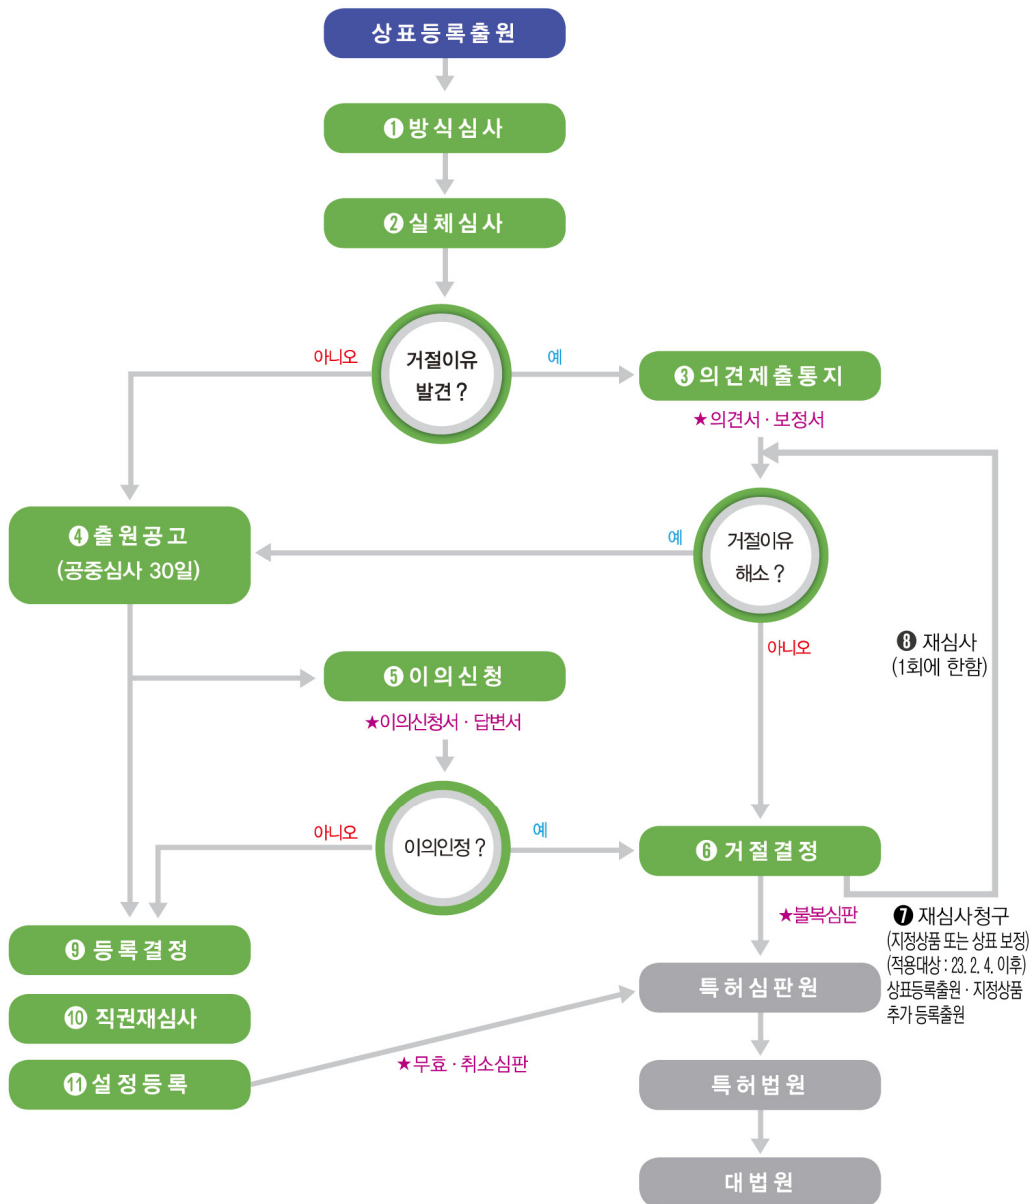 상표등록출원
❶방식심사
❷실체심사
거절이유
발견?
아니오
예
❸의견제출통지
★의견서·보정서
❹출원공고
(공중심사 30일)
예
거절이유
해소?
아니오
❽ 재심사
(1회에 한함)
❺이의신청
★이의신청서·답변서
아니오
이의인정?
예
❻ 거절결정
★불복심판
❼ 재심사청구
(지정상품 또는 상표 보정)
(적용대상 : 23. 2. 4. 이후)
상표등록출원·지정상품
추가 등록출원
❾ 등록결정
❿ 직권재심사
⓫설정등록
★무효·취소심판
특허심판원
특허법원
대법원